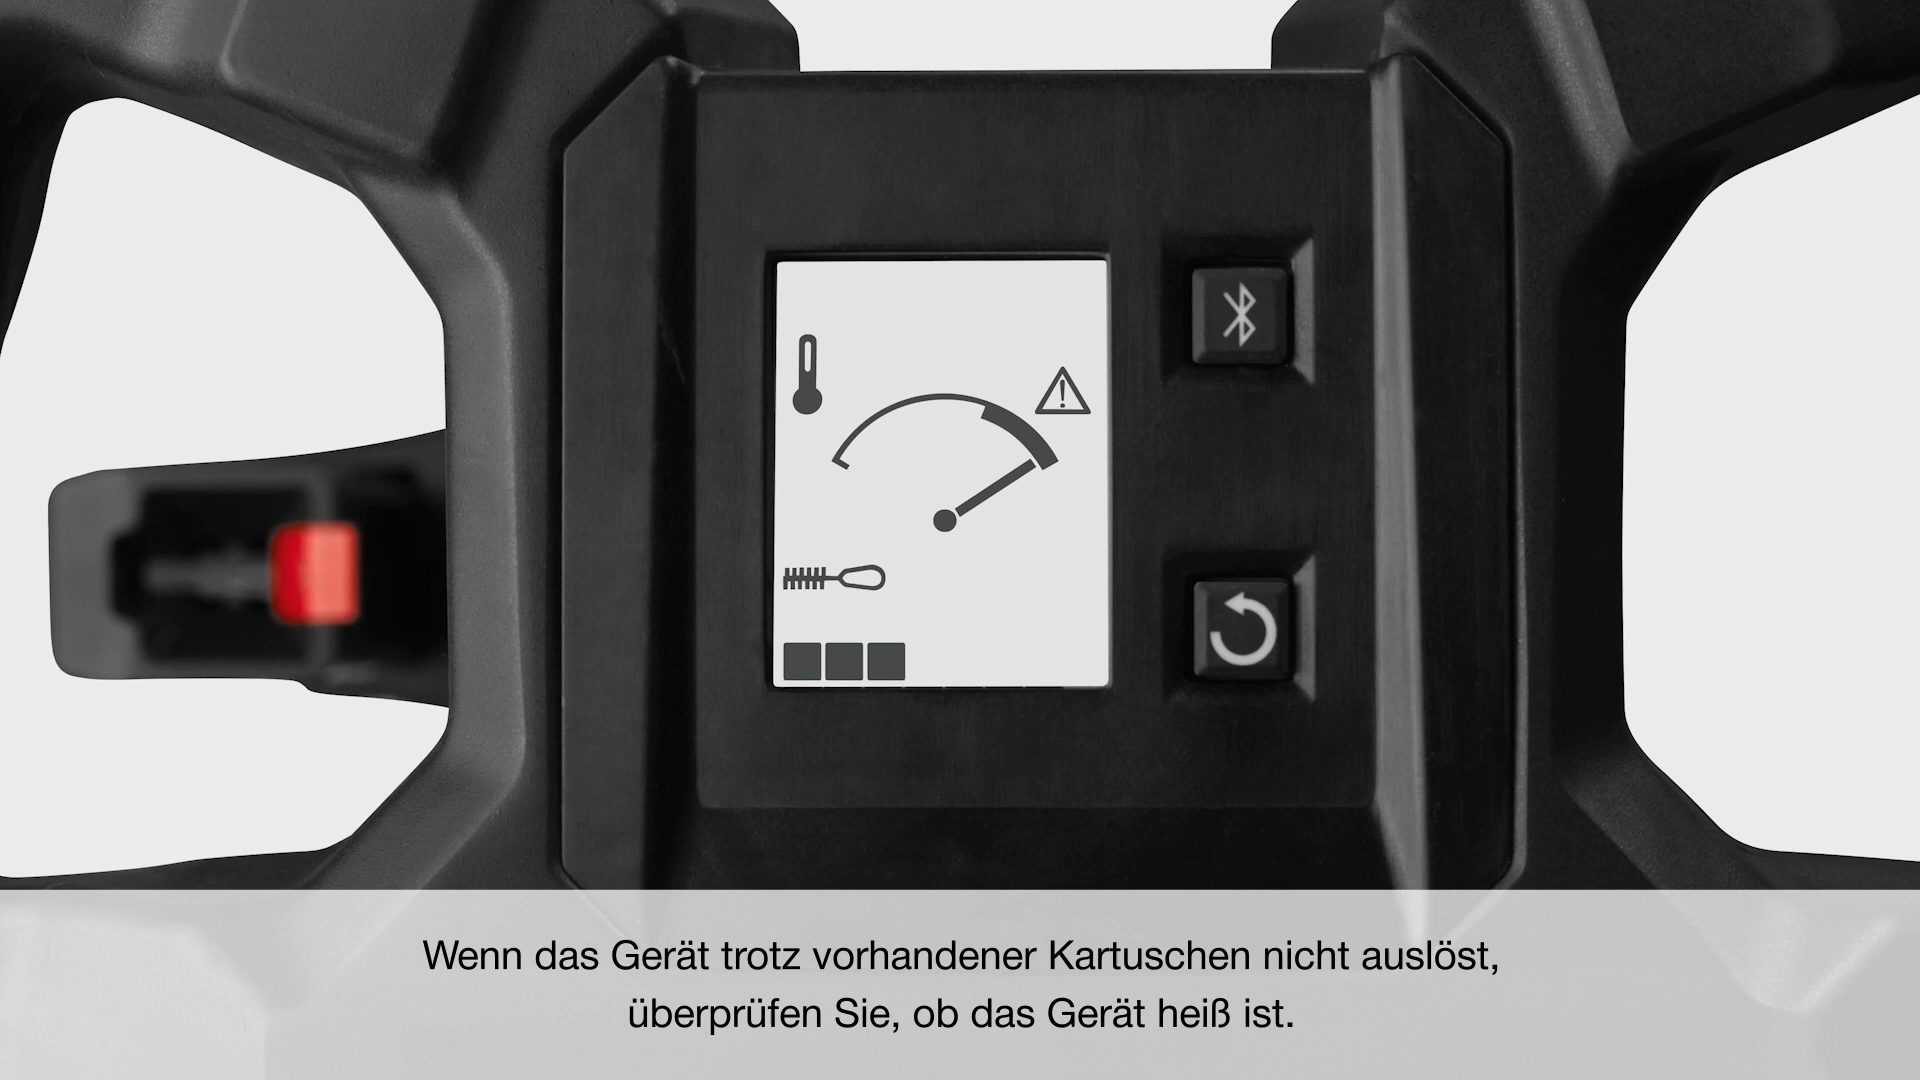 Wenn das Gerät trotz vorhandener Kartuschen nicht auslöst,
überprüfen Sie, ob das Gerät heiß ist.